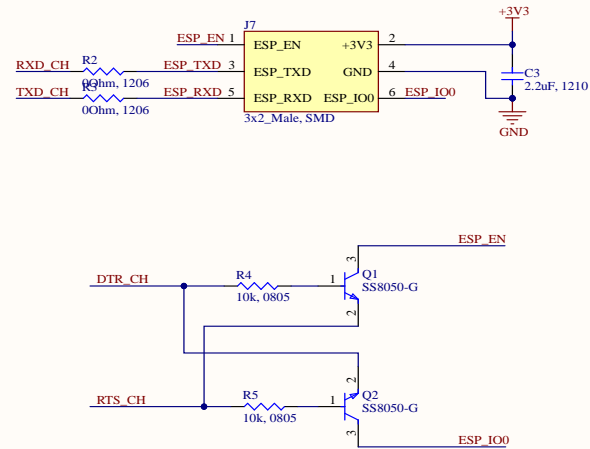 J7
+3V3
ESP_EN 1 ESP_EN +3V3 2
RXD_CH R2 ESP_TXD 3 ESP_TXD GND 4
0Ohm, 1206
C3
2.2uF, 1210
TXD_CH R3 ESP_RXD 5 ESP_RXD ESP_IO0 6 ESP_IO0
0Ohm, 1206
3x2_Male, SMD
GND
ESP_EN
3
DTR_CH R4 1 Q1
10k, 0805 SS8050-G
2
2
RTS_CH R5 1 Q2
10k, 0805 SS8050-G
3
ESP_IO0